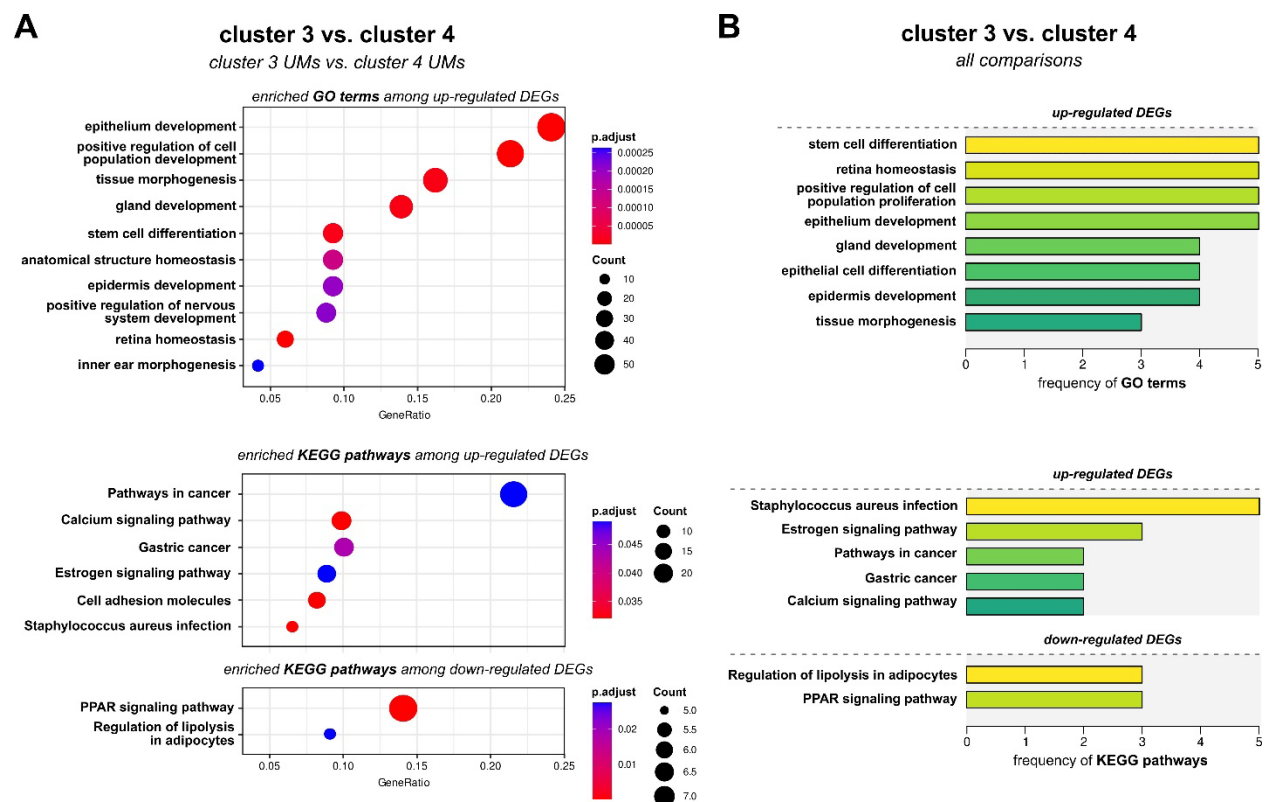 A
cluster 3 vs. cluster 4
cluster 3 UMs vs. cluster 4 UMs
enriched GO terms among up-regulated DEGs
epithelium development
positive regulation of cell
population development
tissue morphogenesis
gland development
stem cell differentiation
anatomical structure homeostasis
epidermis development
positive regulation of nervous
system development
retina homeostasis
inner ear morphogenesis
0.05 0.10 0.15 0.20 0.25
GeneRatio
p.adjust
0.00025
0.00020
0.00015
0.00010
0.00005
Count
10
20
30
40
50
enriched KEGG pathways among up-regulated DEGs
Pathways in cancer
Calcium signaling pathway
Gastric cancer
Estrogen signaling pathway
Cell adhesion molecules
Staphylococcus aureus infection
0.05 0.10 0.15 0.20 0.25
p.adjust
0.045
0.040
0.035
Count
10
15
20
enriched KEGG pathways among down-regulated DEGs
PPAR signaling pathway
Regulation of lipolysis
in adipocytes
0.05 0.10 0.15 0.20 0.25
GeneRatio
p.adjust
0.02
0.01
Count
5.0
5.5
6.0
6.5
7.0
B
cluster 3 vs. cluster 4
all comparisons
up-regulated DEGs
stem cell differentiation
retina homeostasis
positive regulation of cell
population proliferation
epithelium development
gland development
epithelial cell differentiation
epidermis development
tissue morphogenesis
0 1 2 3 4 5
frequency of GO terms
up-regulated DEGs
Staphylococcus aureus infection
Estrogen signaling pathway
Pathways in cancer
Gastric cancer
Calcium signaling pathway
down-regulated DEGs
Regulation of lipolysis in adipocytes
PPAR signaling pathway
0 1 2 3 4 5
frequency of KEGG pathways